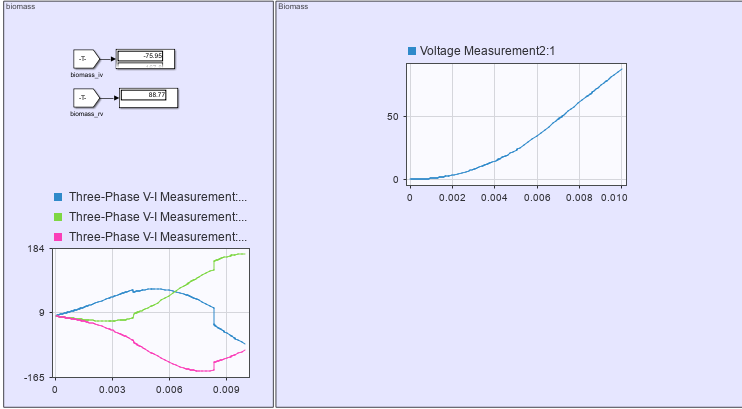 biomass
-T-
-75.95
biomass_iv
-T-
88.77
biomass_rv
Three-Phase V-I Measurement:...
Three-Phase V-I Measurement:...
Three-Phase V-I Measurement:...
184
9
-165
0
0.003
0.006
0.009
Biomass
Voltage Measurement2:1
50
0
0
0.002
0.004
0.006
0.008
0.010